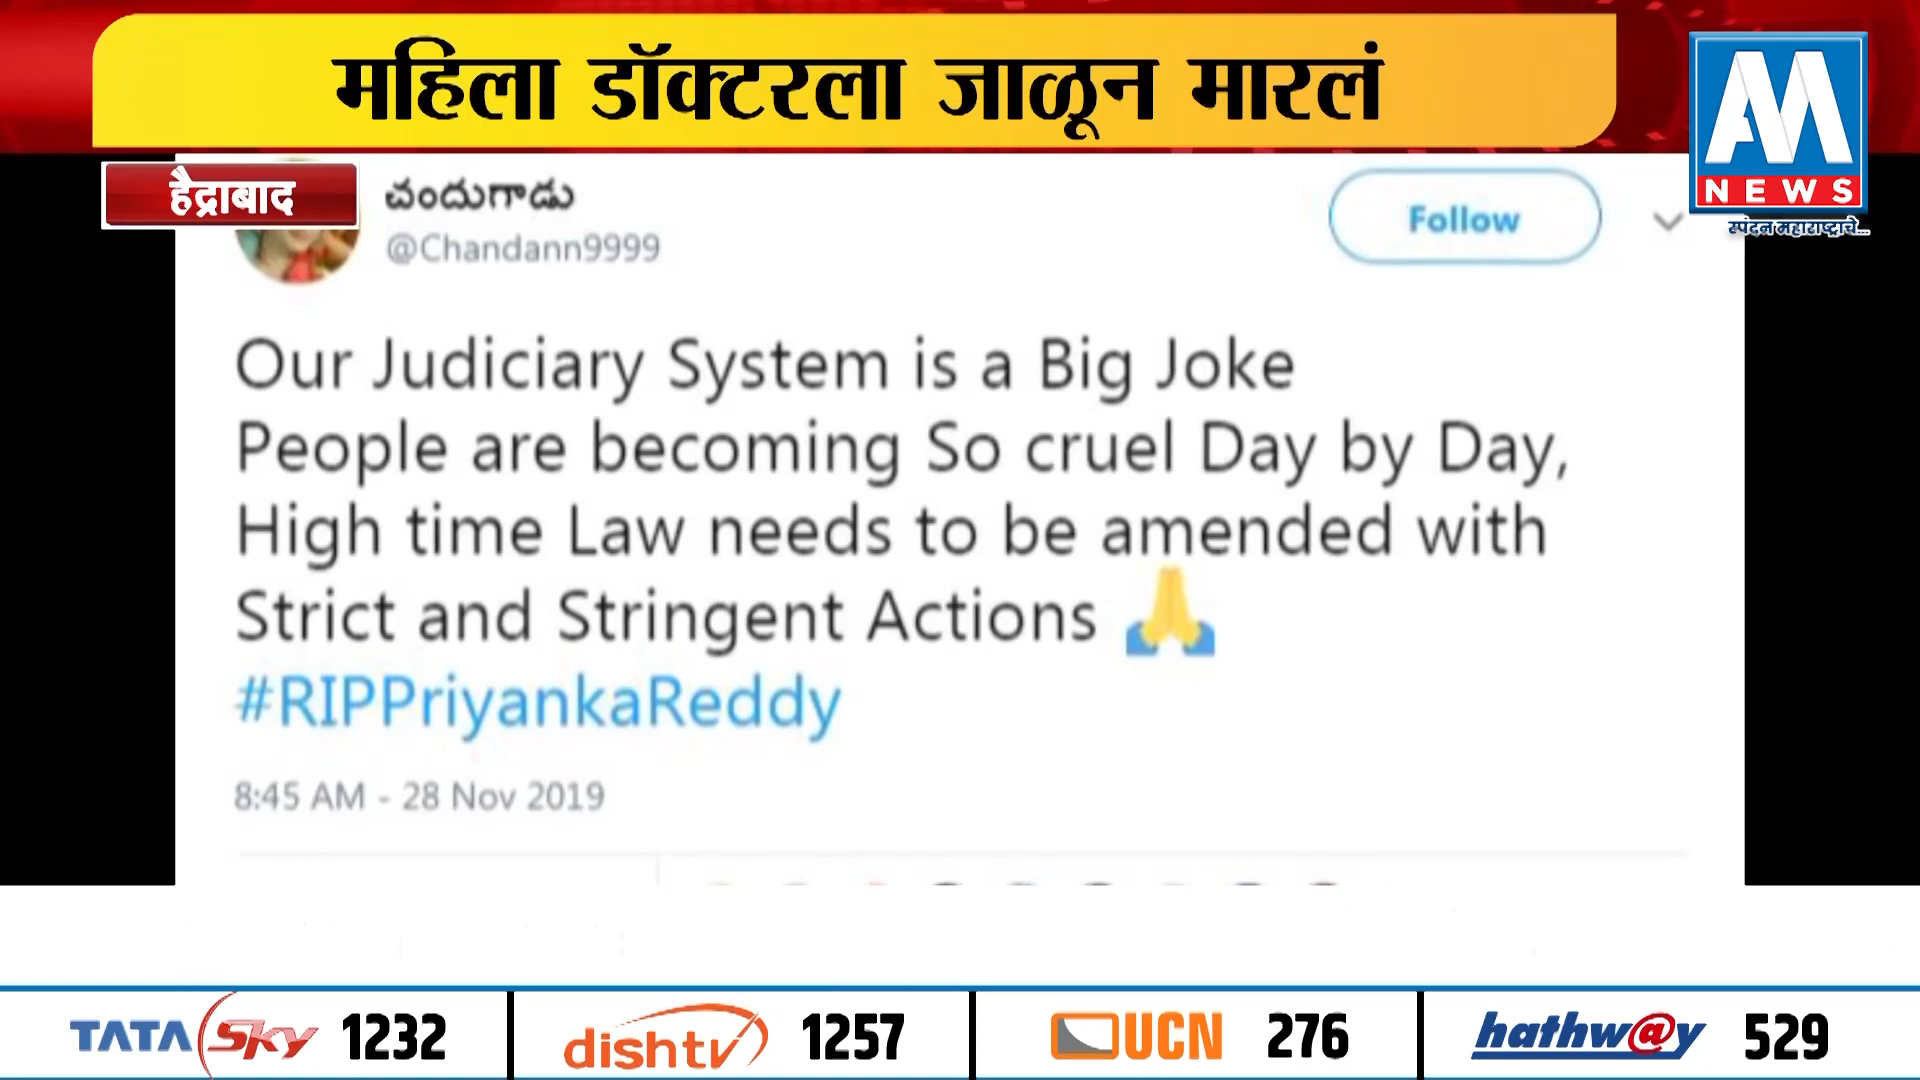 महिला डॉक्टरला जाळून मारलं
AM
NEWS
स्पंदन महाराष्ट्राचे...
हैद्राबाद
చందుగాడు
@Chandann9999
Follow
Our Judiciary System is a Big Joke
People are becoming So cruel Day by Day,
High time Law needs to be amended with
Strict and Stringent Actions 🙏
#RIPPriyankaReddy
8:45 AM - 28 Nov 2019
TATA Sky 1232
dishtv 1257
UCN 276
hathw@y 529